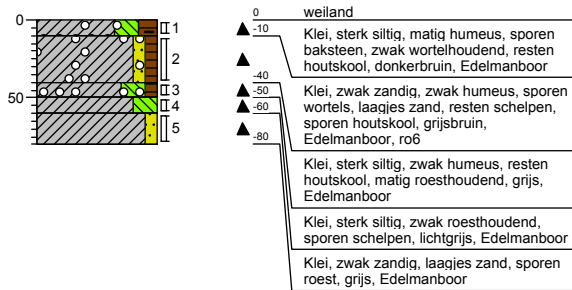 0
50
1
2
3
4
5
0
-10
-40
-50
-60
-80
weiland
Klei, sterk siltig, matig humeus, sporen
baksteen, zwak wortelhoudend, resten
houtskool, donkerbruin, Edelmanboor
Klei, zwak zandig, zwak humeus, sporen
wortels, laagjes zand, resten schelpen,
sporen houtskool, grijsbruin,
Edelmanboor, ro6
Klei, sterk siltig, zwak humeus, resten
houtskool, matig roesthoudend, grijs,
Edelmanboor
Klei, sterk siltig, zwak roesthoudend,
sporen schelpen, lichtgrijs, Edelmanboor
Klei, zwak zandig, laagjes zand, sporen
roest, grijs, Edelmanboor